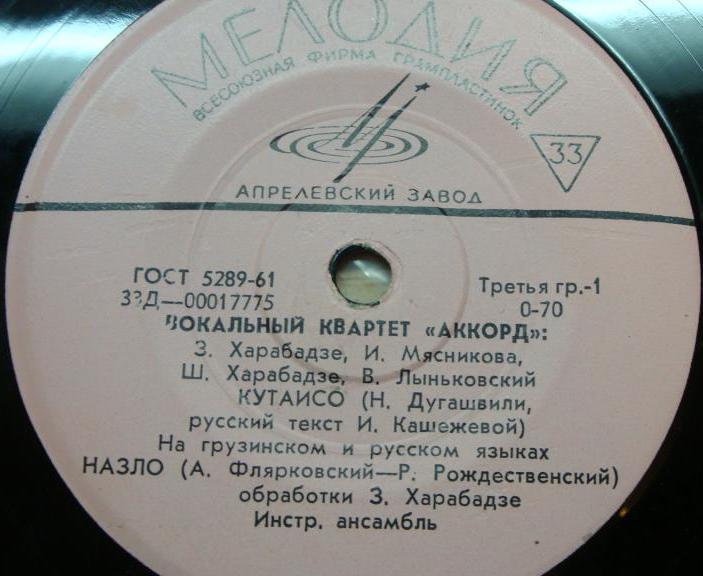 МЕЛОДИЯ
ВСЕСОЮЗНАЯ ФИРМА ГРАМПЛАСТИНОК
33
АПРЕЛЕВСКИЙ ЗАВОД
ГОСТ 5289-61
33Д—00017775
Третья гр.-1
0-70
ВОКАЛЬНЫЙ КВАРТЕТ «АККОРД»:
З. Харабадзе, И. Мясникова,
Ш. Харабадзе, В. Лыньковский
КУТАИСО (Н. Дугашвили,
русский текст И. Кашежевой)
На грузинском и русском языках
НАЗЛО (А. Флярковский—Р. Рождественский)
обработки З. Харабадзе
Инстр. ансамбль